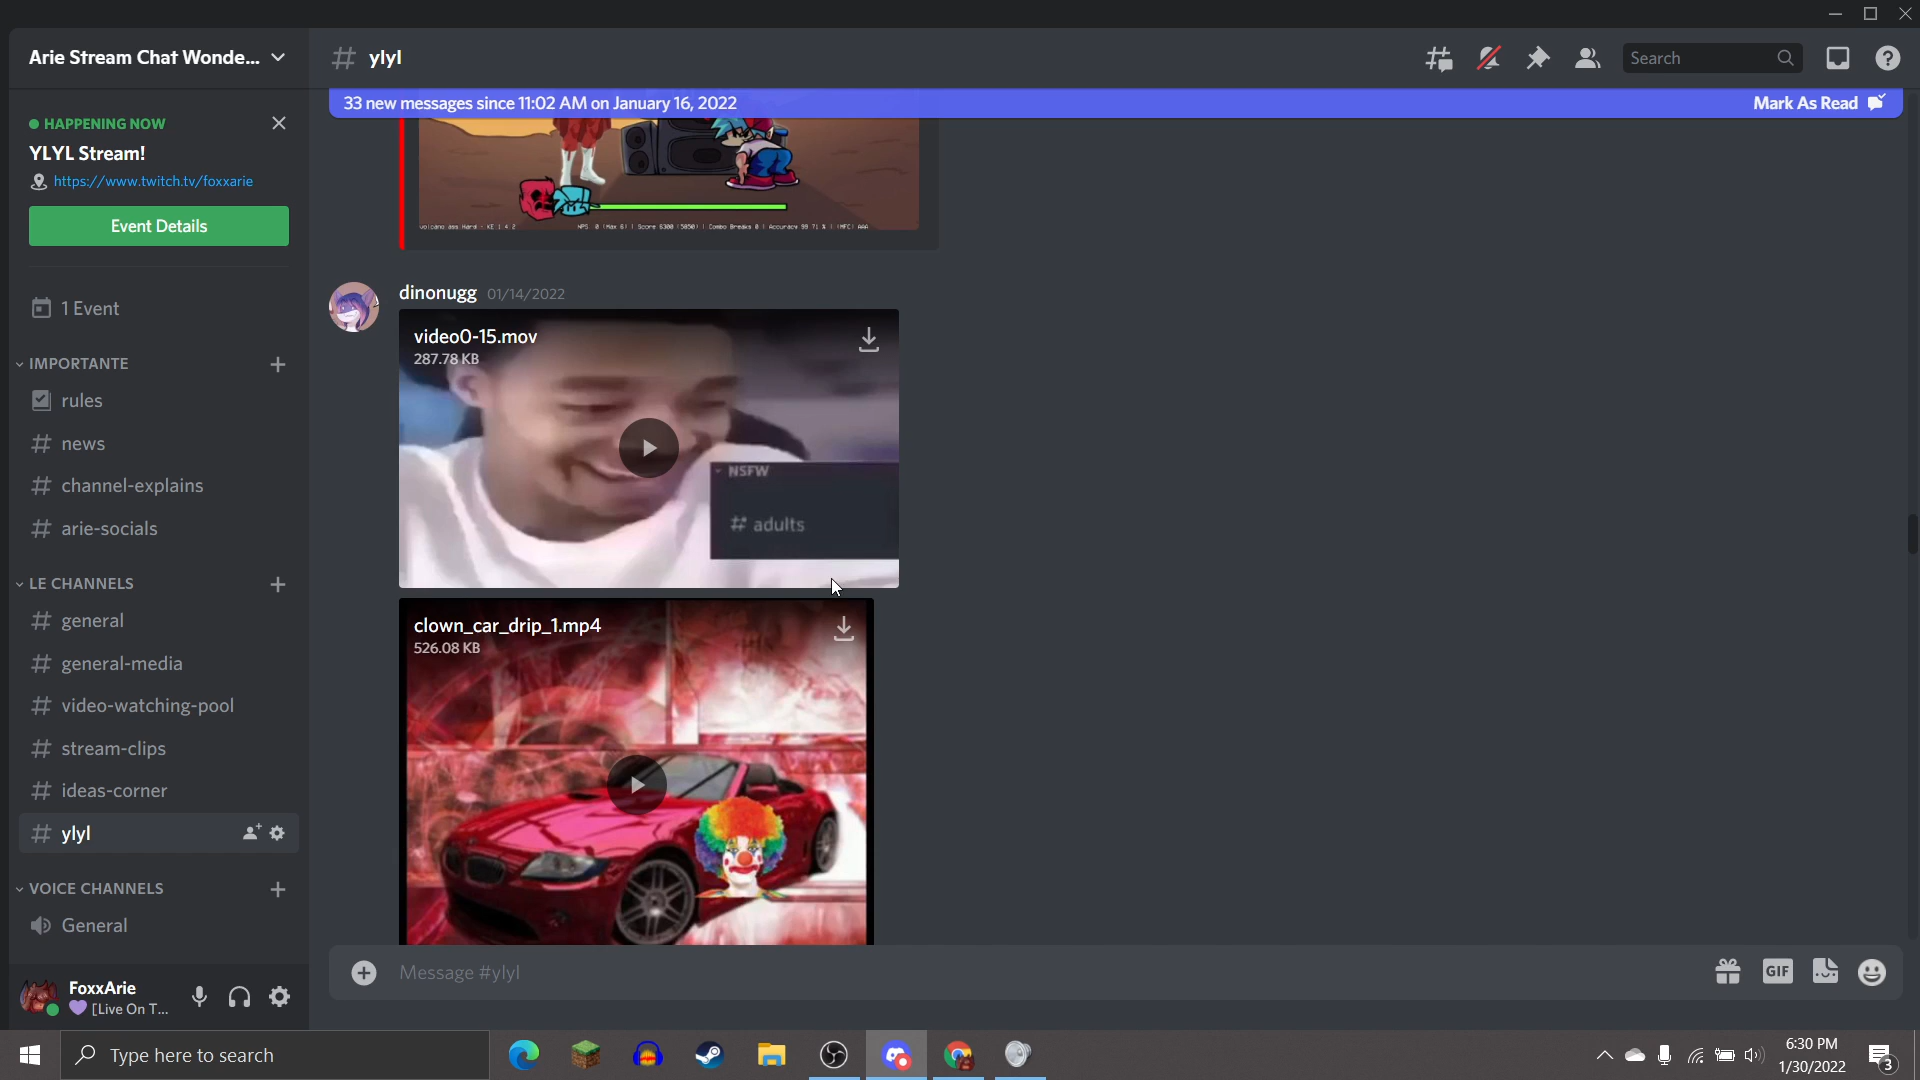 Arie Stream Chat Wonde...
HAPPENING NOW
YLYL Stream!
https://www.twitch.tv/foxxarie
Event Details
1 Event
IMPORTANTE
rules
news
channel-explains
arie-socials
LE CHANNELS
general
general-media
video-watching-pool
stream-clips
ideas-corner
ylyl
VOICE CHANNELS
General
FoxxArie
[Live On T...
ylyl
Search
33 new messages since 11:02 AM on January 16, 2022
Mark As Read
dinonugg 01/14/2022
video0-15.mov
287.78 KB
NSFW
# adults
clown_car_drip_1.mp4
526.08 KB
Message #ylyl
GIF
Type here to search
6:30 PM
1/30/2022
3